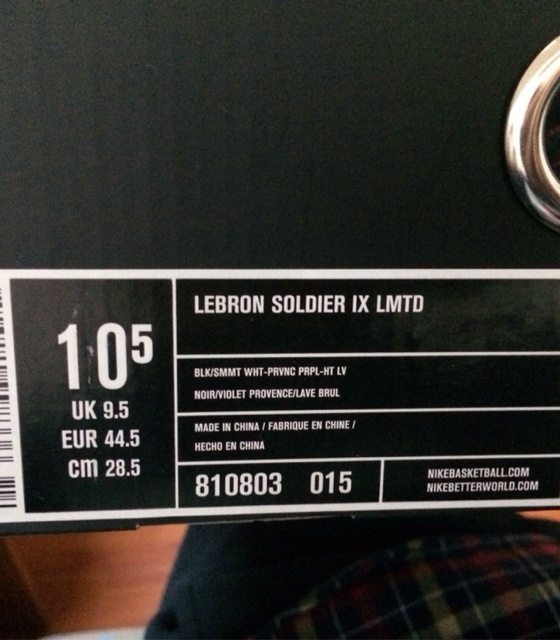 LEBRON SOLDIER IX LMTD
105
UK 9.5
EUR 44.5
cm 28.5
BLK/SMMT WHT-PRVNC PRPL-HT LV
NOIR/VIOLET PROVENCE/LAVE BRUL
MADE IN CHINA / FABRIQUE EN CHINE /
HECHO EN CHINA
810803 015
NIKEBASKETBALL.COM
NIKEBETTERWORLD.COM